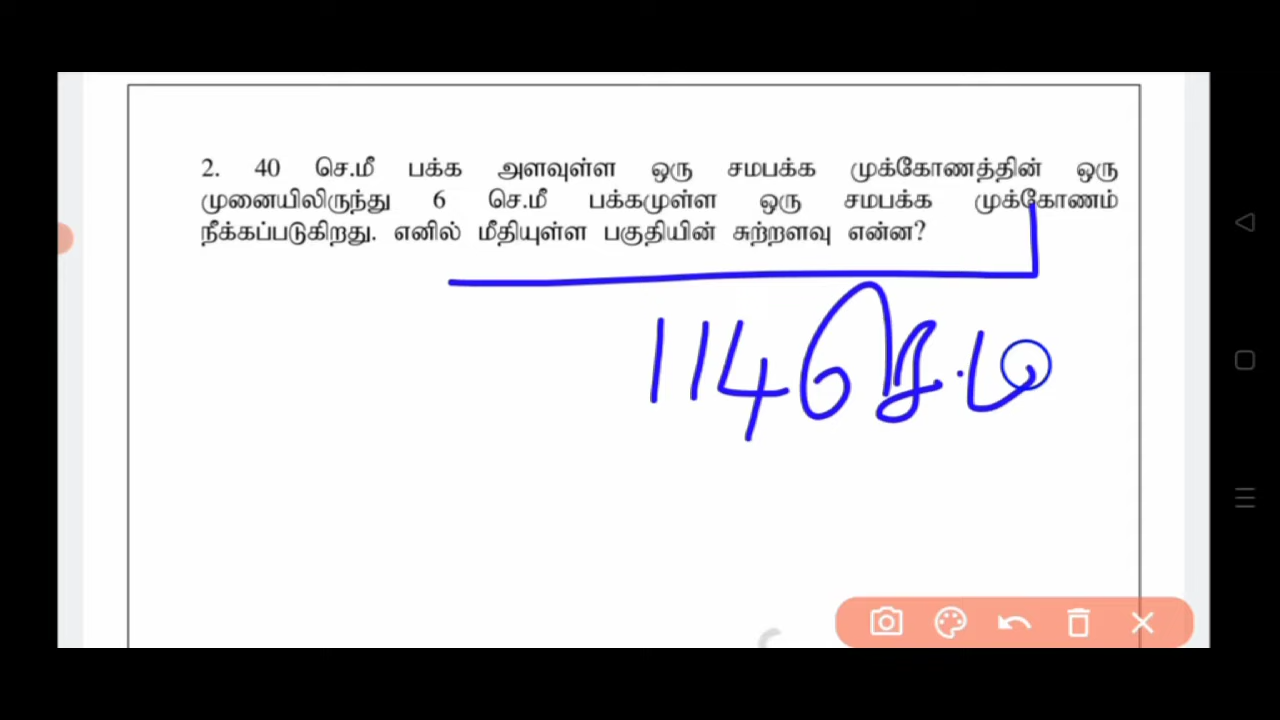 2. 40 செ.மீ பக்க அளவுள்ள ஒரு சமபக்க முக்கோணத்தின் ஒரு
முனையிலிருந்து 6 செ.மீ பக்கமுள்ள ஒரு சமபக்க முக்கோணம்
நீக்கப்படுகிறது. எனில் மீதியுள்ள பகுதியின் சுற்றளவு என்ன?
114 செ.மீ